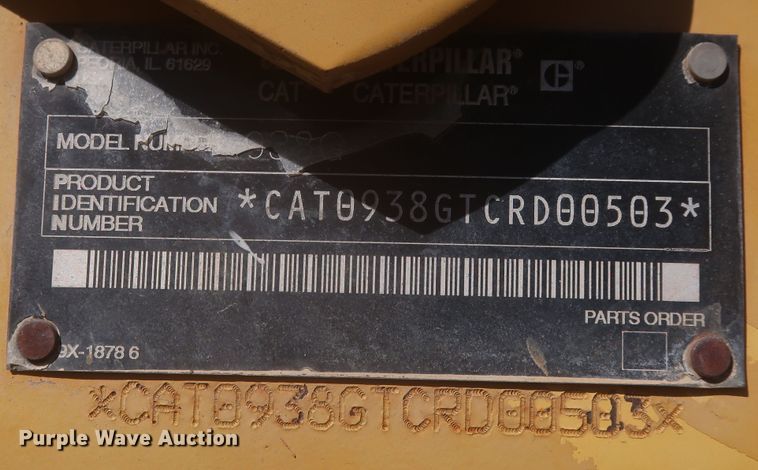 CATERPILLAR INC.
PEORIA, IL 61629
CATERPILLAR®
CAT CATERPILLAR®
MODEL
PRODUCT
IDENTIFICATION
NUMBER
*CAT0938GTCRD00503*
PARTS ORDER
9X-1878 6
*CAT0938GTCRD00503*
Purple Wave Auction